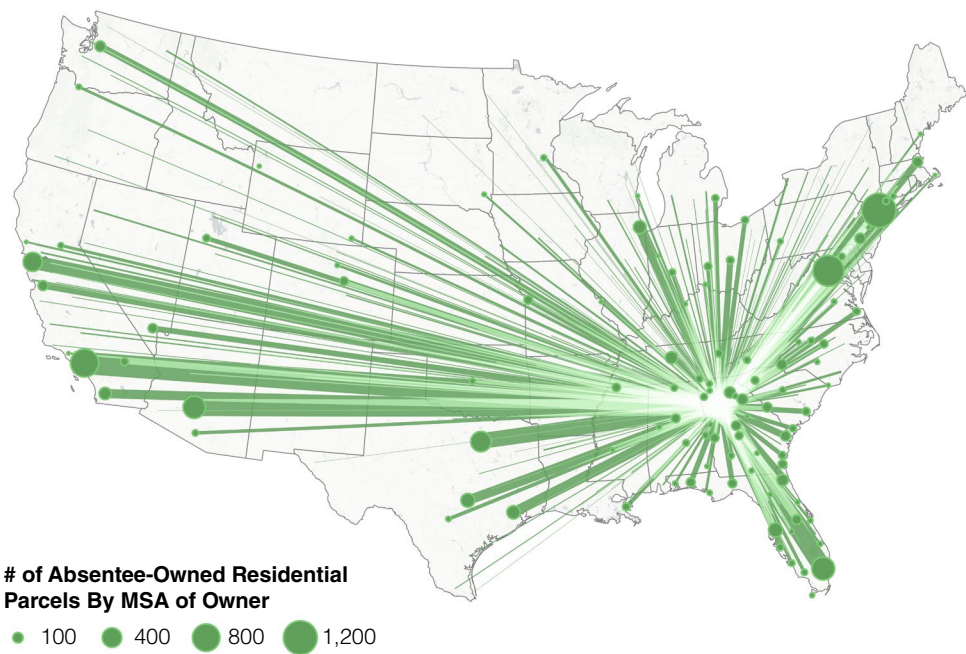 # of Absentee-Owned Residential
Parcels By MSA of Owner
100 400 800 1,200